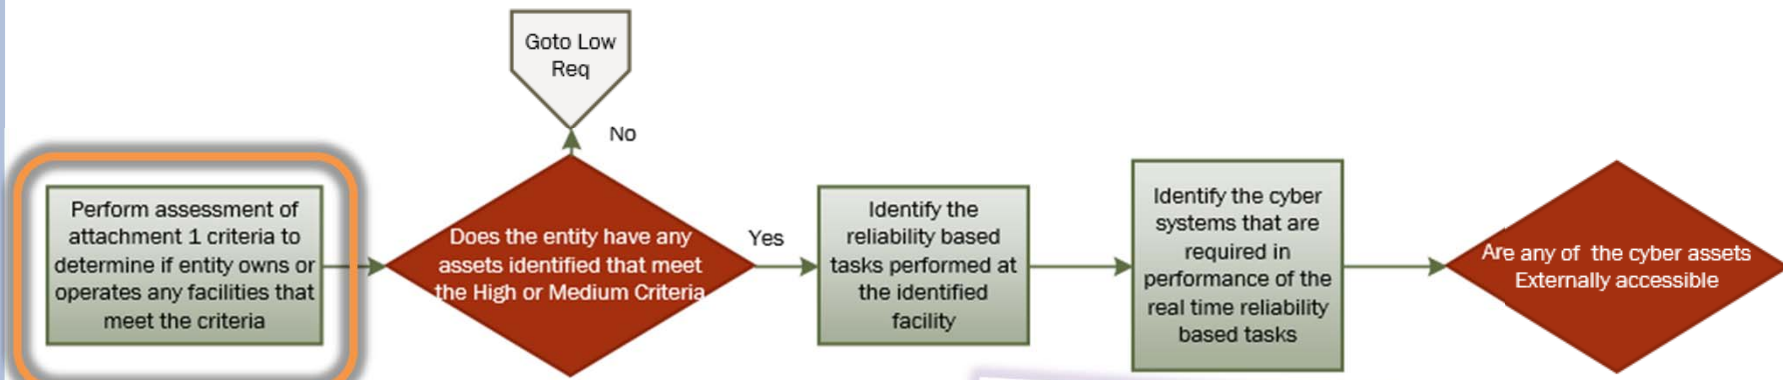 Goto Low
Req
No
Perform assessment of
attachment 1 criteria to
determine if entity owns or
operates any facilities that
meet the criteria
Does the entity have any
assets identified that meet
the High or Medium Criteria
Yes
Identify the
reliability based
tasks performed at
the identified
facility
Identify the cyber
systems that are
required in
performance of the
real time reliability
based tasks
Are any of the cyber assets
Externally accessible